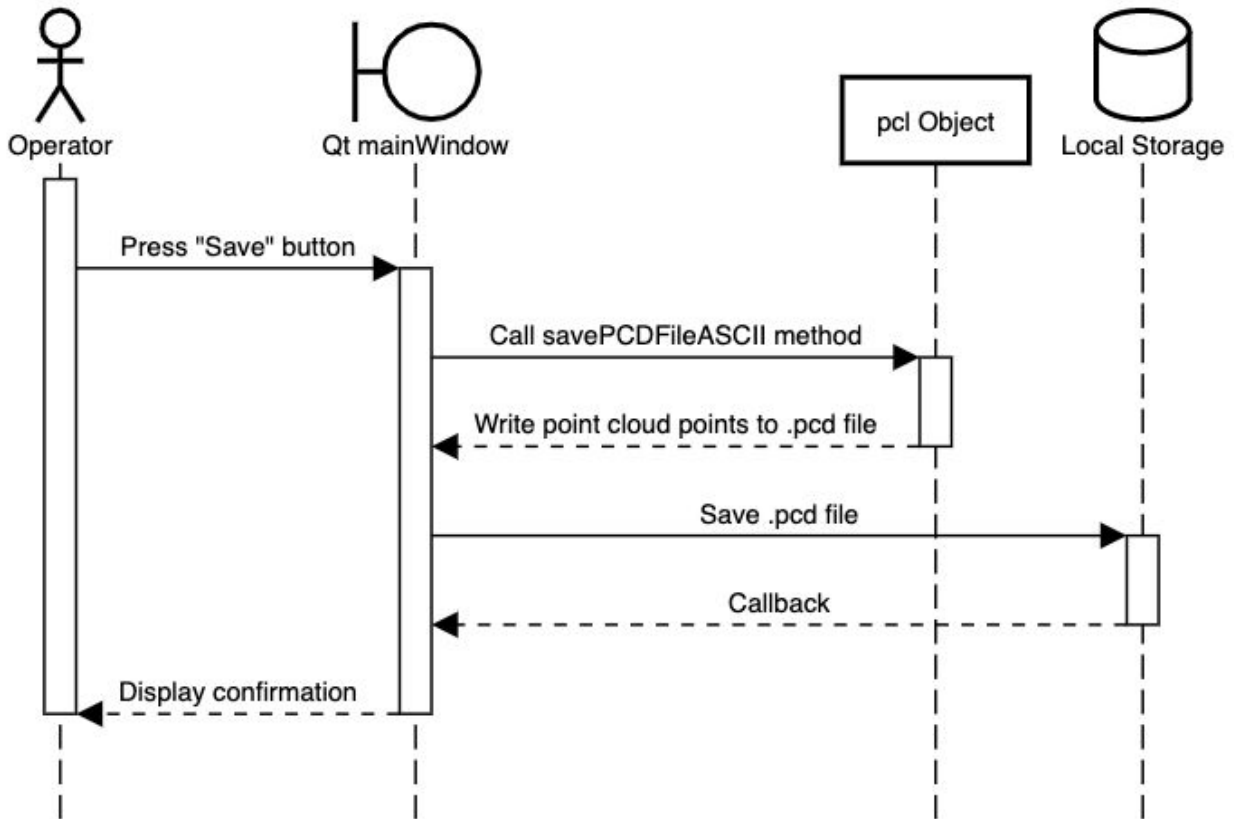 Operator
Qt mainWindow
pcl Object
Local Storage
Press "Save" button
Call savePCDFileASCII method
Write point cloud points to .pcd file
Save .pcd file
Callback
Display confirmation